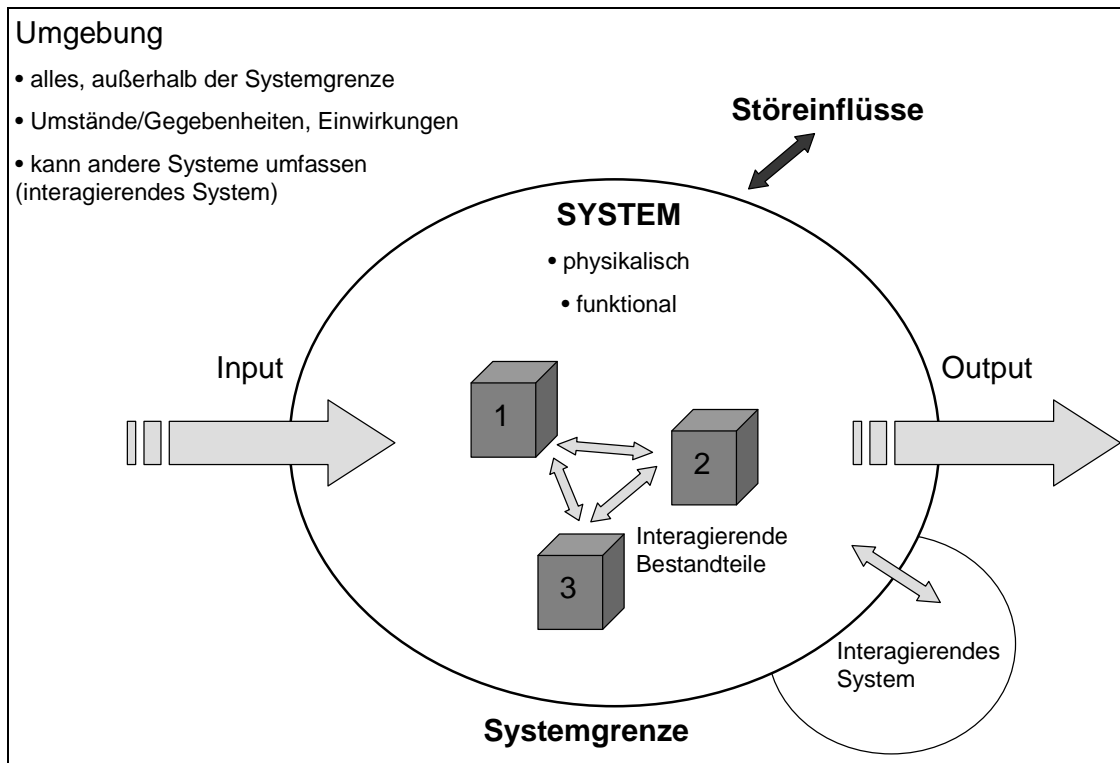 Umgebung
• alles, außerhalb der Systemgrenze
• Umstände/Gegebenheiten, Einwirkungen
• kann andere Systeme umfassen
(interagierendes System)
Störeinflüsse
SYSTEM
• physikalisch
• funktional
Input
Output
1
2
3
Interagierende
Bestandteile
Interagierendes
System
Systemgrenze